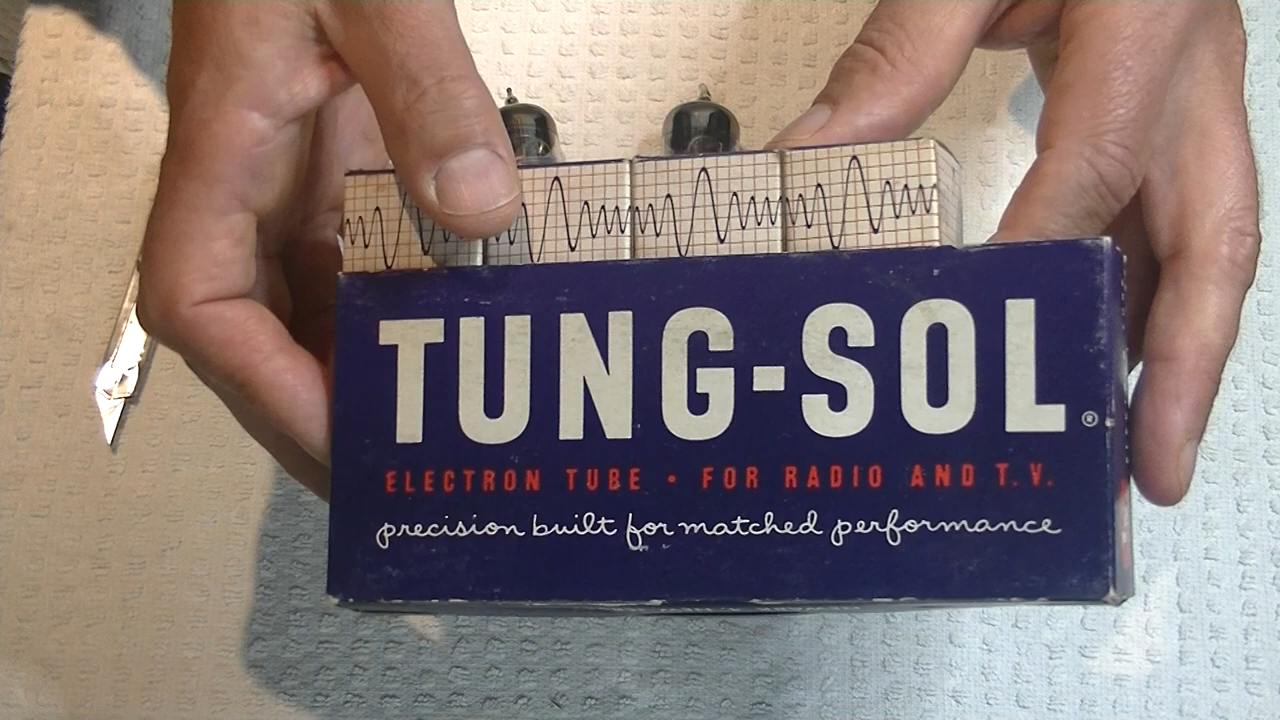 TUNG-SOL®
ELECTRON TUBE • FOR RADIO AND T.V.
precision built for matched performance